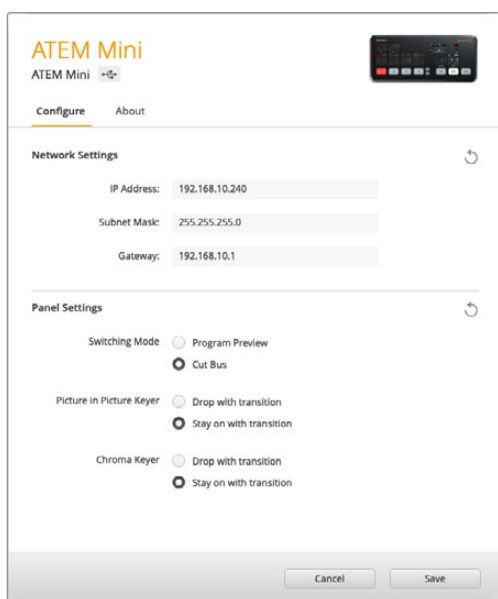 ATEM Mini
ATEM Mini
Configure About
Network Settings
IP Address: 192.168.10.240
Subnet Mask: 255.255.255.0
Gateway: 192.168.10.1
Panel Settings
Switching Mode Program Preview
Cut Bus
Picture in Picture Keyer Drop with transition
Stay on with transition
Chroma Keyer Drop with transition
Stay on with transition
Cancel Save